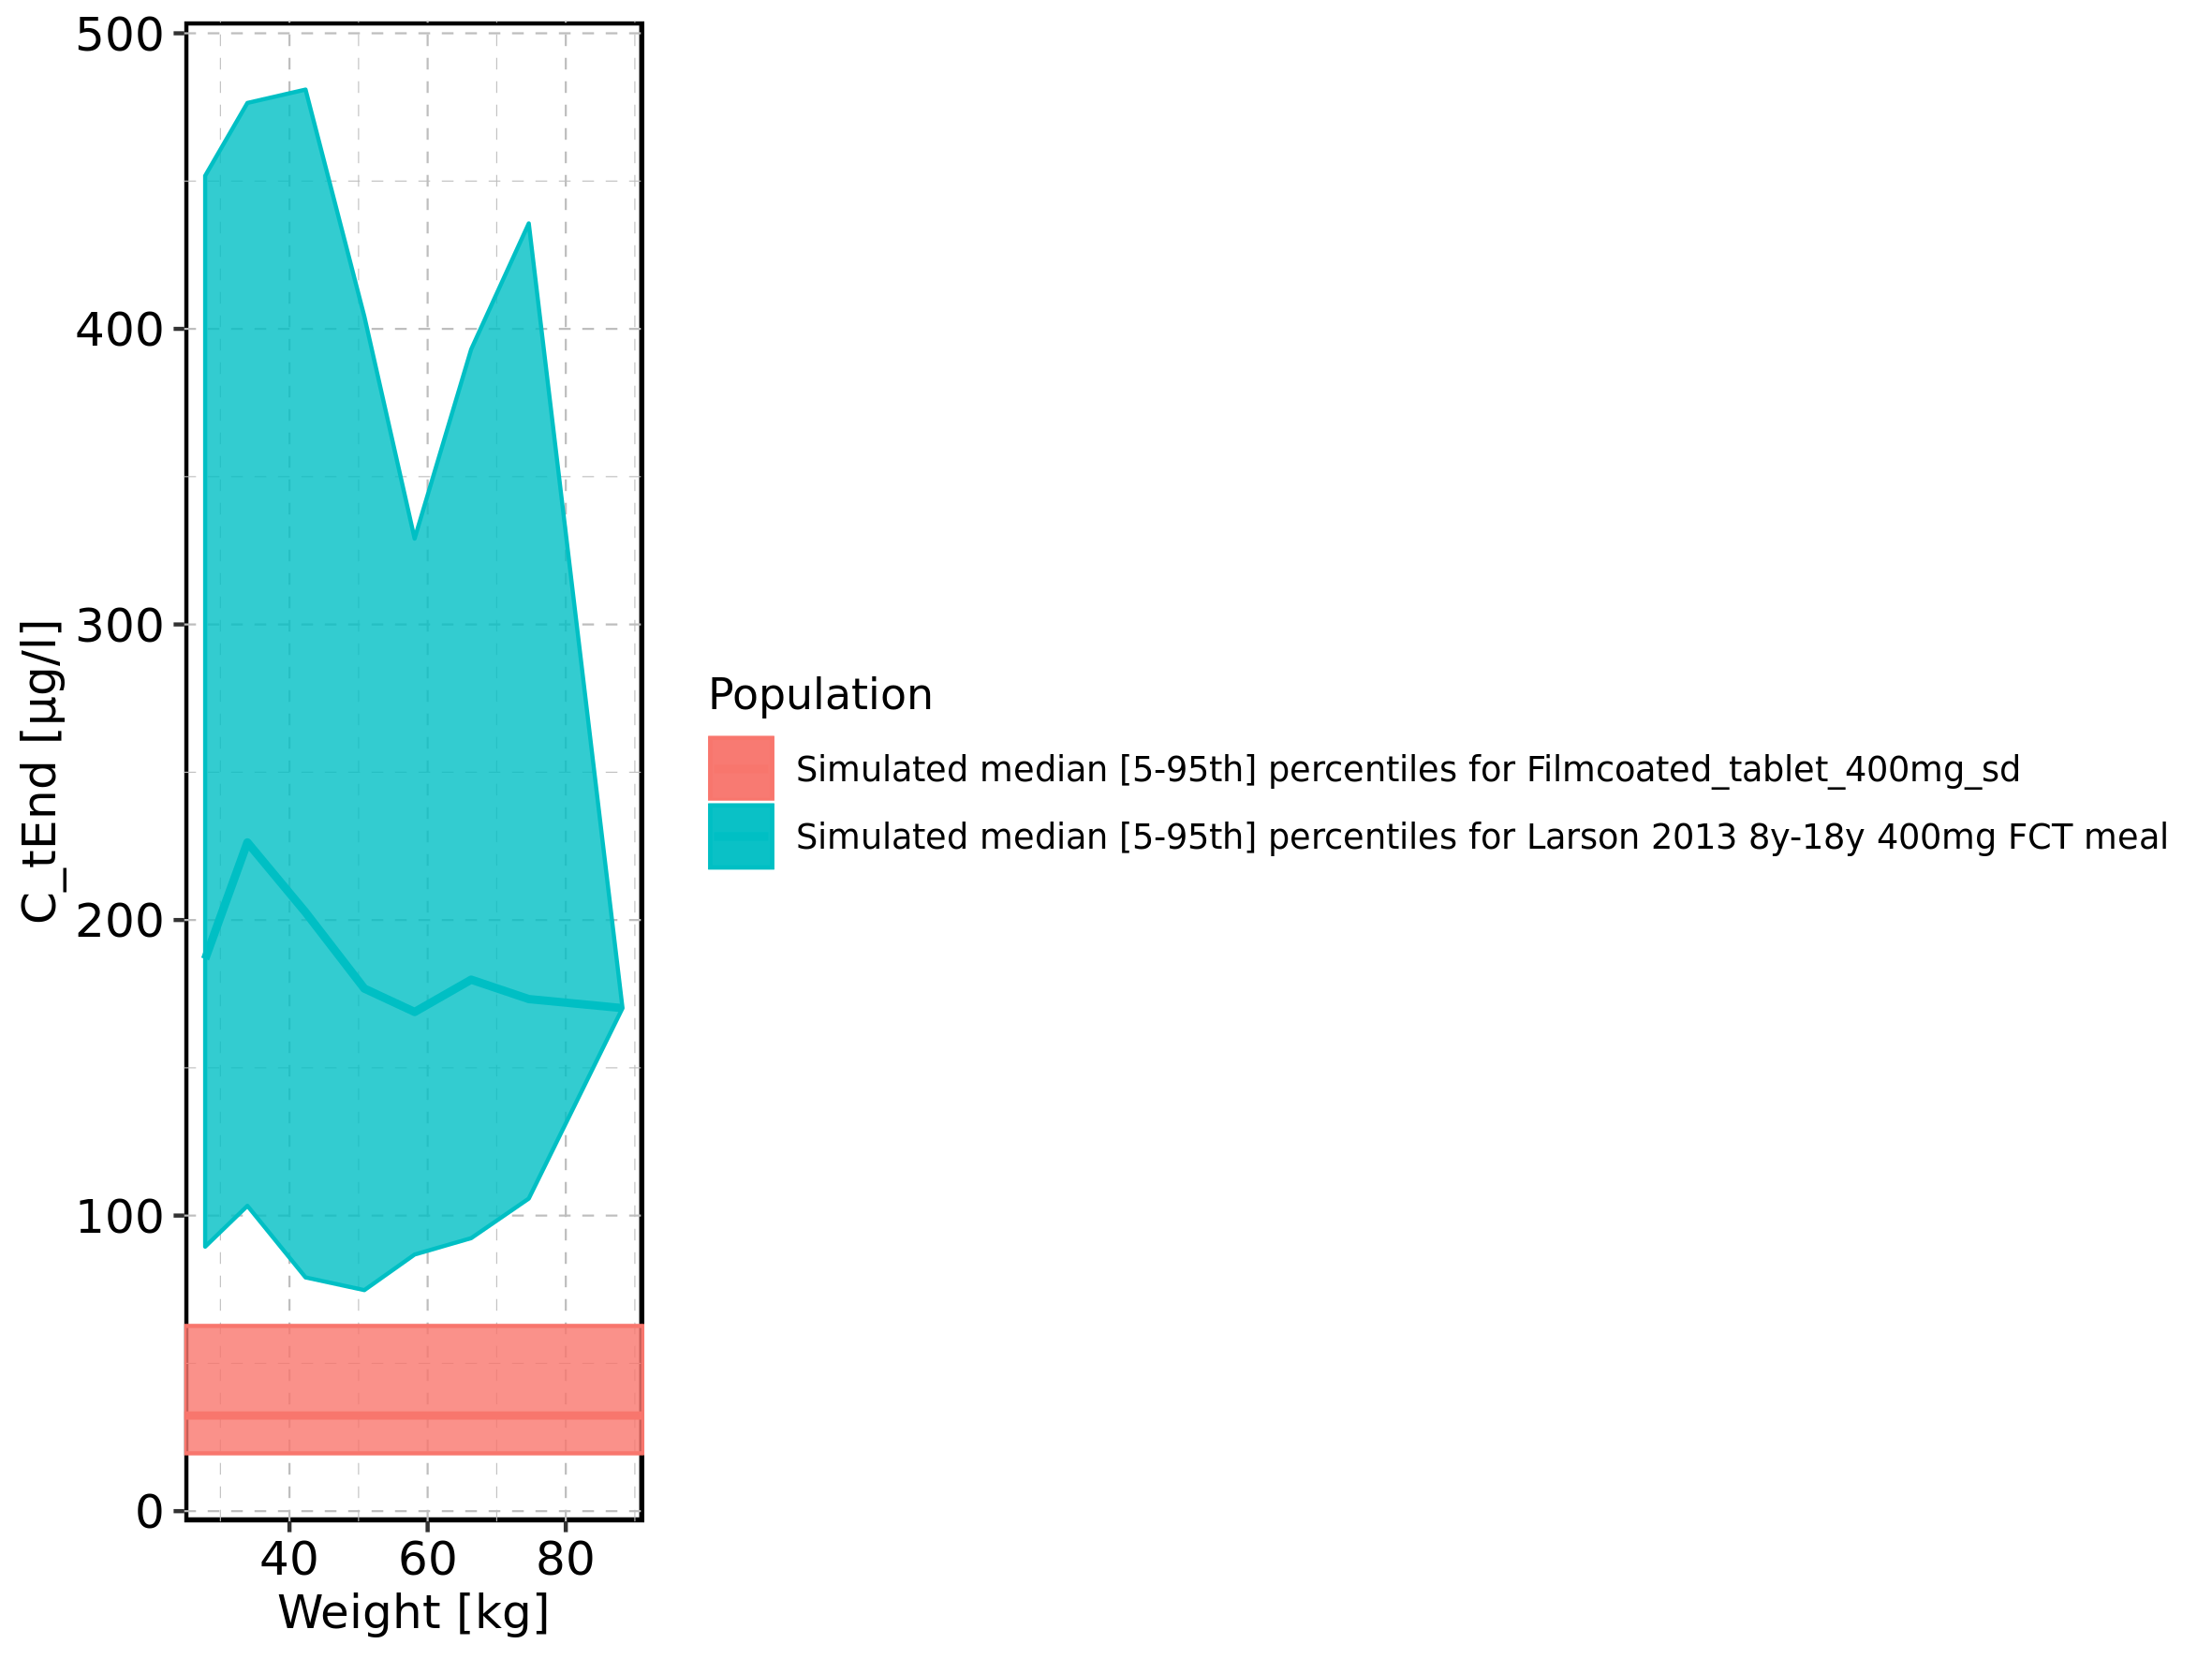 500
400
300
200
100
0
C_tEnd [µg/l]
40 60 80
Weight [kg]
Population
Simulated median [5-95th] percentiles for Filmcoated_tablet_400mg_sd
Simulated median [5-95th] percentiles for Larson 2013 8y-18y 400mg FCT meal